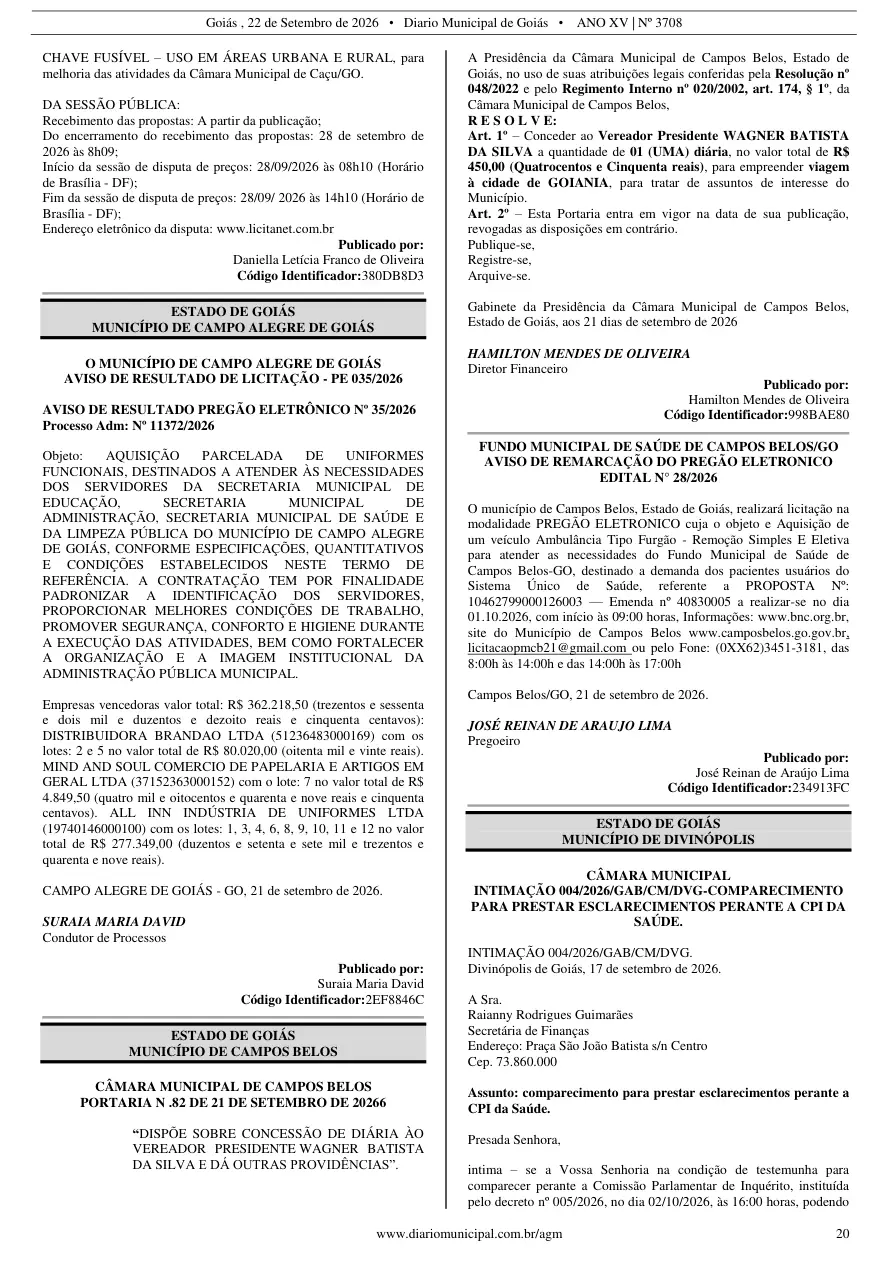 Goiás , 22 de Setembro de 2026 • Diario Municipal de Goiás • ANO XV | Nº 3708
CHAVE FUSÍVEL – USO EM ÁREAS URBANA E RURAL, para
melhoria das atividades da Câmara Municipal de Caçu/GO.
DA SESSÃO PÚBLICA:
Recebimento das propostas: A partir da publicação;
Do encerramento do recebimento das propostas: 28 de setembro de
2026 às 8h09;
Início da sessão de disputa de preços: 28/09/2026 às 08h10 (Horário
de Brasília - DF);
Fim da sessão de disputa de preços: 28/09/ 2026 às 14h10 (Horário de
Brasília - DF);
Endereço eletrônico da disputa: www.licitanet.com.br
Publicado por:
Daniella Letícia Franco de Oliveira
Código Identificador:380DB8D3
ESTADO DE GOIÁS
MUNICÍPIO DE CAMPO ALEGRE DE GOIÁS
O MUNICÍPIO DE CAMPO ALEGRE DE GOIÁS
AVISO DE RESULTADO DE LICITAÇÃO - PE 035/2026
AVISO DE RESULTADO PREGÃO ELETRÔNICO Nº 35/2026
Processo Adm: Nº 11372/2026
Objeto: AQUISIÇÃO PARCELADA DE UNIFORMES
FUNCIONAIS, DESTINADOS A ATENDER ÀS NECESSIDADES
DOS SERVIDORES DA SECRETARIA MUNICIPAL DE
EDUCAÇÃO, SECRETARIA MUNICIPAL DE
ADMINISTRAÇÃO, SECRETARIA MUNICIPAL DE SAÚDE E
DA LIMPEZA PÚBLICA DO MUNICÍPIO DE CAMPO ALEGRE
DE GOIÁS, CONFORME ESPECIFICAÇÕES, QUANTITATIVOS
E CONDIÇÕES ESTABELECIDOS NESTE TERMO DE
REFERÊNCIA. A CONTRATAÇÃO TEM POR FINALIDADE
PADRONIZAR A IDENTIFICAÇÃO DOS SERVIDORES,
PROPORCIONAR MELHORES CONDIÇÕES DE TRABALHO,
PROMOVER SEGURANÇA, CONFORTO E HIGIENE DURANTE
A EXECUÇÃO DAS ATIVIDADES, BEM COMO FORTALECER
A ORGANIZAÇÃO E A IMAGEM INSTITUCIONAL DA
ADMINISTRAÇÃO PÚBLICA MUNICIPAL.
Empresas vencedoras valor total: R$ 362.218,50 (trezentos e sessenta
e dois mil e duzentos e dezoito reais e cinquenta centavos):
DISTRIBUIDORA BRANDAO LTDA (51236483000169) com os
lotes: 2 e 5 no valor total de R$ 80.020,00 (oitenta mil e vinte reais).
MIND AND SOUL COMERCIO DE PAPELARIA E ARTIGOS EM
GERAL LTDA (37152363000152) com o lote: 7 no valor total de R$
4.849,50 (quatro mil e oitocentos e quarenta e nove reais e cinquenta
centavos). ALL INN INDÚSTRIA DE UNIFORMES LTDA
(19740146000100) com os lotes: 1, 3, 4, 6, 8, 9, 10, 11 e 12 no valor
total de R$ 277.349,00 (duzentos e setenta e sete mil e trezentos e
quarenta e nove reais).
CAMPO ALEGRE DE GOIÁS - GO, 21 de setembro de 2026.
SURAIA MARIA DAVID
Condutor de Processos
Publicado por:
Suraia Maria David
Código Identificador:2EF8846C
ESTADO DE GOIÁS
MUNICÍPIO DE CAMPOS BELOS
CÂMARA MUNICIPAL DE CAMPOS BELOS
PORTARIA N .82 DE 21 DE SETEMBRO DE 20266
“DISPÕE SOBRE CONCESSÃO DE DIÁRIA ÀO
VEREADOR PRESIDENTE WAGNER BATISTA
DA SILVA E DÁ OUTRAS PROVIDÊNCIAS”.
A Presidência da Câmara Municipal de Campos Belos, Estado de
Goiás, no uso de suas atribuições legais conferidas pela Resolução nº
048/2022 e pelo Regimento Interno nº 020/2002, art. 174, § 1º, da
Câmara Municipal de Campos Belos,
R E S O L V E:
Art. 1º – Conceder ao Vereador Presidente WAGNER BATISTA
DA SILVA a quantidade de 01 (UMA) diária, no valor total de R$
450,00 (Quatrocentos e Cinquenta reais), para empreender viagem
à cidade de GOIANIA, para tratar de assuntos de interesse do
Município.
Art. 2º – Esta Portaria entra em vigor na data de sua publicação,
revogadas as disposições em contrário.
Publique-se,
Registre-se,
Arquive-se.
Gabinete da Presidência da Câmara Municipal de Campos Belos,
Estado de Goiás, aos 21 dias de setembro de 2026
HAMILTON MENDES DE OLIVEIRA
Diretor Financeiro
Publicado por:
Hamilton Mendes de Oliveira
Código Identificador:998BAE80
FUNDO MUNICIPAL DE SAÚDE DE CAMPOS BELOS/GO
AVISO DE REMARCAÇÃO DO PREGÃO ELETRONICO
EDITAL N° 28/2026
O município de Campos Belos, Estado de Goiás, realizará licitação na
modalidade PREGÃO ELETRONICO cuja o objeto e Aquisição de
um veículo Ambulância Tipo Furgão - Remoção Simples E Eletiva
para atender as necesidades do Fundo Municipal de Saúde de
Campos Belos-GO, destinado a demanda dos pacientes usuários do
Sistema Único de Saúde, referente a PROPOSTA Nº:
10462799000126003 — Emenda nº 40830005 a realizar-se no dia
01.10.2026, com início às 09:00 horas, Informações: www.bnc.org.br,
site do Município de Campos Belos www.camposbelos.go.gov.br,
licitacaopmcb21@gmail.com ou pelo Fone: (0XX62)3451-3181, das
8:00h às 14:00h e das 14:00h às 17:00h
Campos Belos/GO, 21 de setembro de 2026.
JOSÉ REINAN DE ARAUJO LIMA
Pregoeiro
Publicado por:
José Reinan de Araújo Lima
Código Identificador:234913FC
ESTADO DE GOIÁS
MUNICÍPIO DE DIVINÓPOLIS
CÂMARA MUNICIPAL
INTIMAÇÃO 004/2026/GAB/CM/DVG-COMPARECIMENTO
PARA PRESTAR ESCLARECIMENTOS PERANTE A CPI DA
SAÚDE.
INTIMAÇÃO 004/2026/GAB/CM/DVG.
Divinópolis de Goiás, 17 de setembro de 2026.
A Sra.
Raianny Rodrigues Guimarães
Secretária de Finanças
Endereço: Praça São João Batista s/n Centro
Cep. 73.860.000
Assunto: comparecimento para prestar esclarecimentos perante a
CPI da Saúde.
Presada Senhora,
intima – se a Vossa Senhoria na condição de testemunha para
comparecer perante a Comissão Parlamentar de Inquérito, instituída
pelo decreto nº 005/2026, no dia 02/10/2026, às 16:00 horas, podendo
www.diariomunicipal.com.br/agm
20